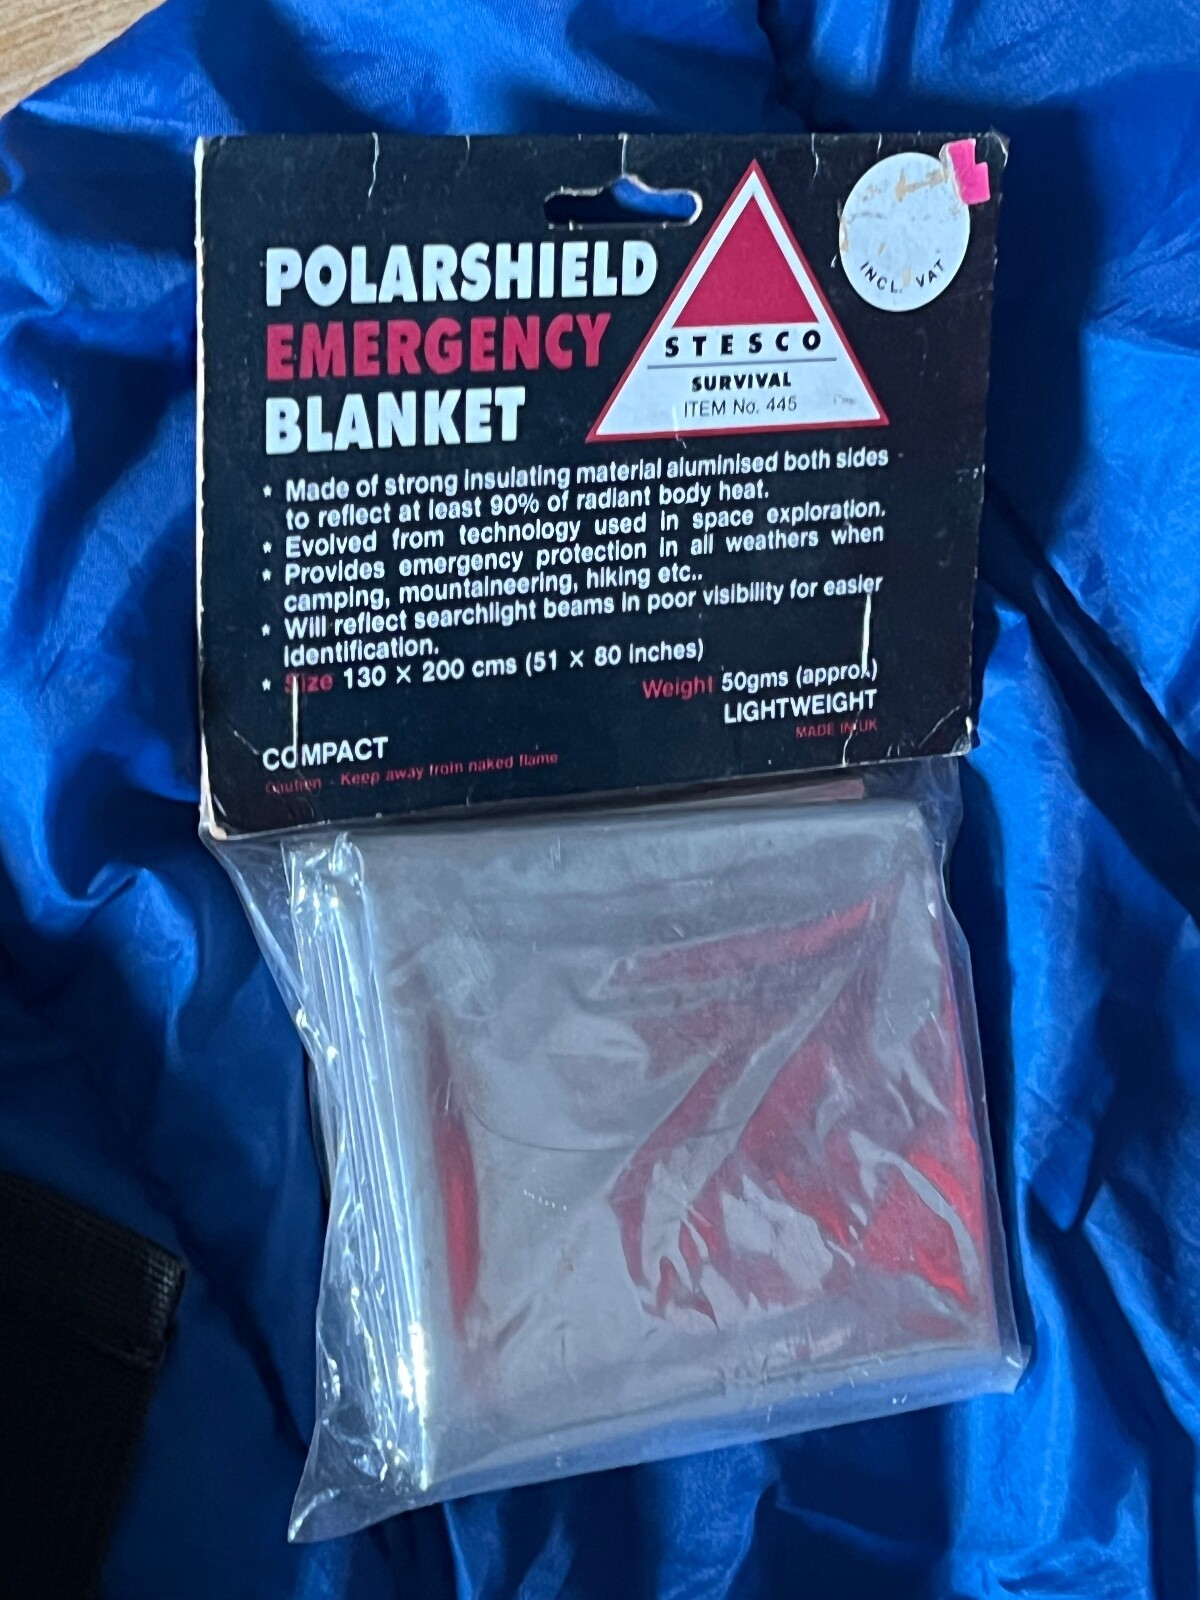 POLARSHIELD
EMERGENCY
BLANKET
STESCO
SURVIVAL
ITEM No. 445
INCL. VAT
* Made of strong insulating material aluminised both sides
to reflect at least 90% of radiant body heat.
* Evolved from technology used in space exploration.
* Provides emergency protection in all weathers when
camping, mountaineering, hiking etc..
* Will reflect searchlight beams in poor visibility for easier
identification.
* Size 130 × 200 cms (51 × 80 inches)
Weight 50gms (approx)
LIGHTWEIGHT
MADE IN UK
COMPACT
Caution - Keep away from naked flame